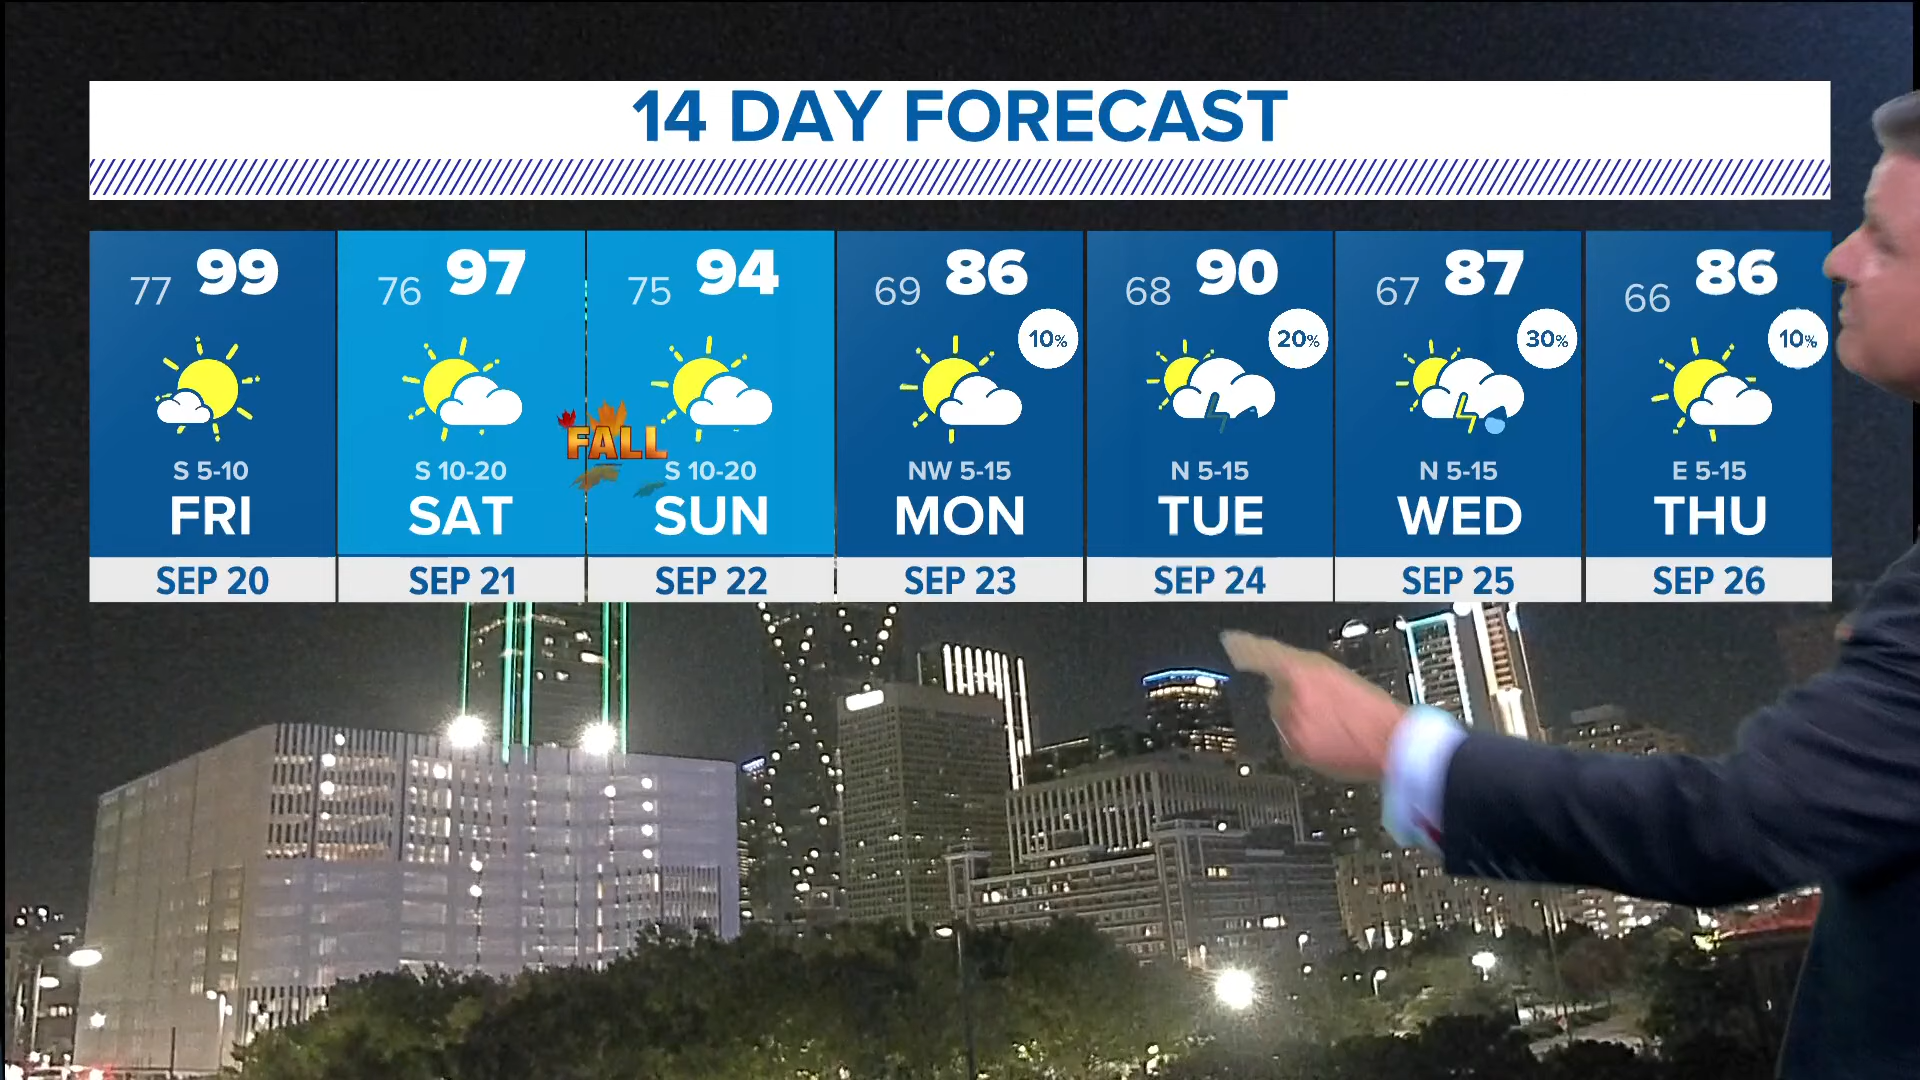 14 DAY FORECAST
77 99
76 97
75 94
69 86
68 90
67 87
66 86
10%
20%
30%
10%
FALL
S 5-10
S 10-20
S 10-20
NW 5-15
N 5-15
N 5-15
E 5-15
FRI
SAT
SUN
MON
TUE
WED
THU
SEP 20
SEP 21
SEP 22
SEP 23
SEP 24
SEP 25
SEP 26